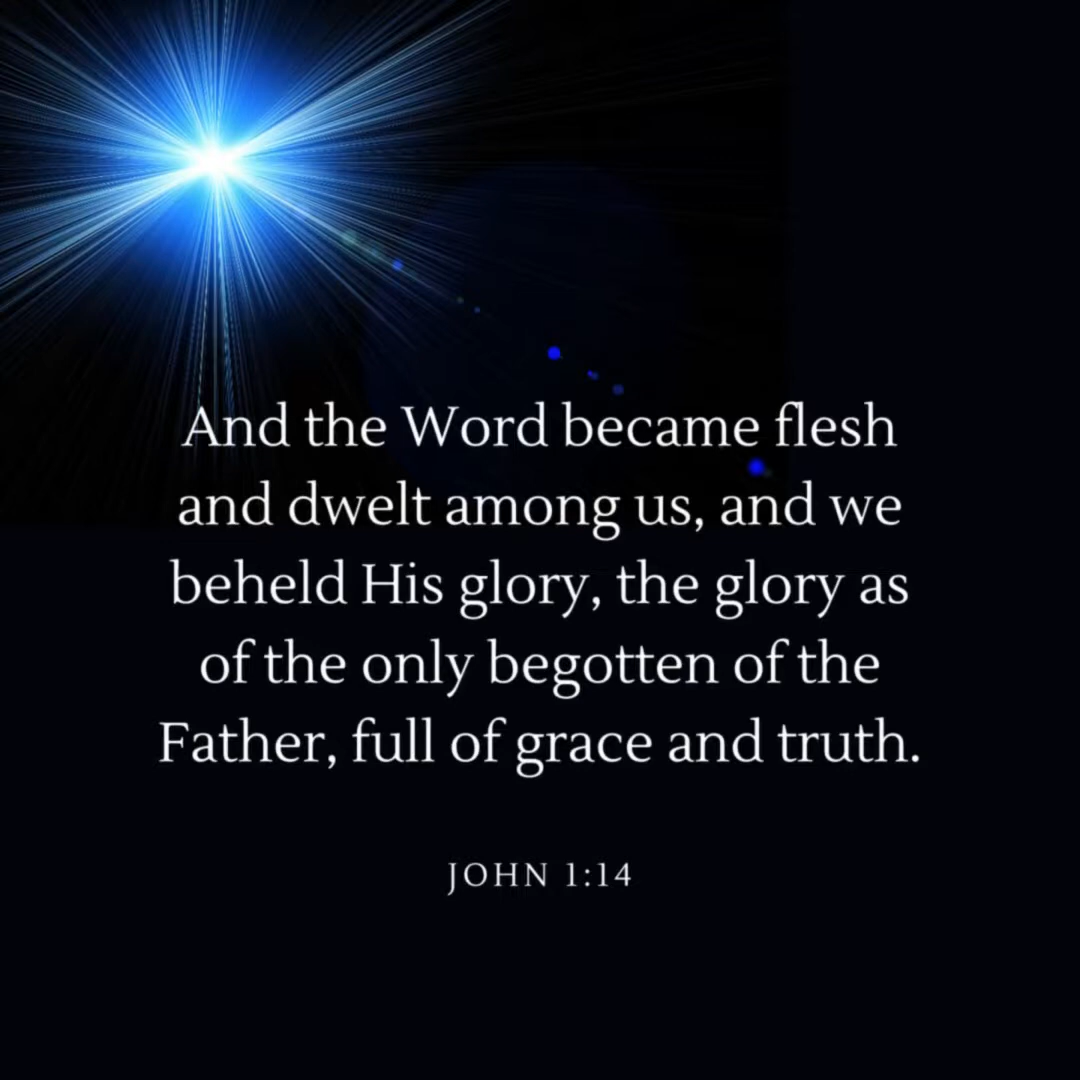 And the Word became flesh
and dwelt among us, and we
beheld His glory, the glory as
of the only begotten of the
Father, full of grace and truth.
JOHN 1:14